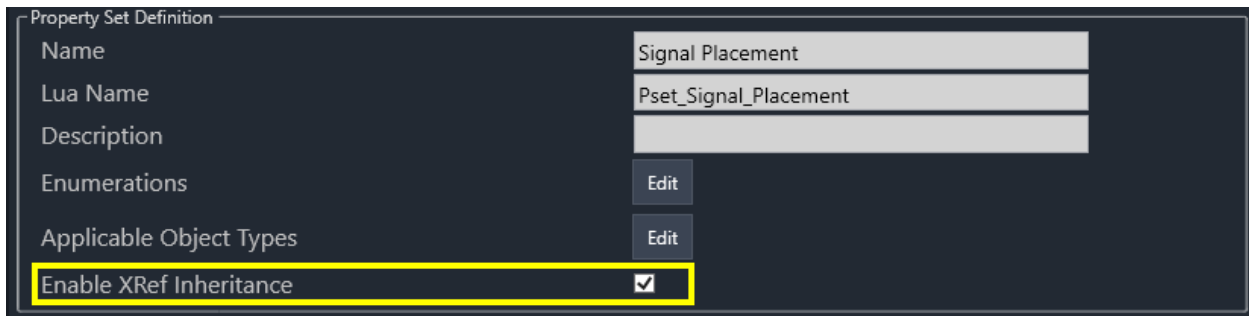 Property Set Definition
Name Signal Placement
Lua Name Pset_Signal_Placement
Description
Enumerations Edit
Applicable Object Types Edit
Enable XRef Inheritance